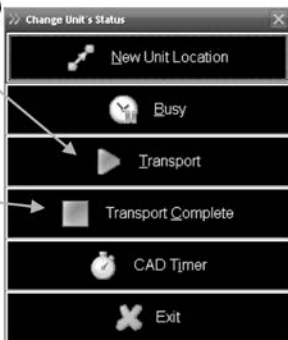 Change Unit's Status
New Unit Location
Busy
Transport
Transport Complete
CAD Timer
Exit